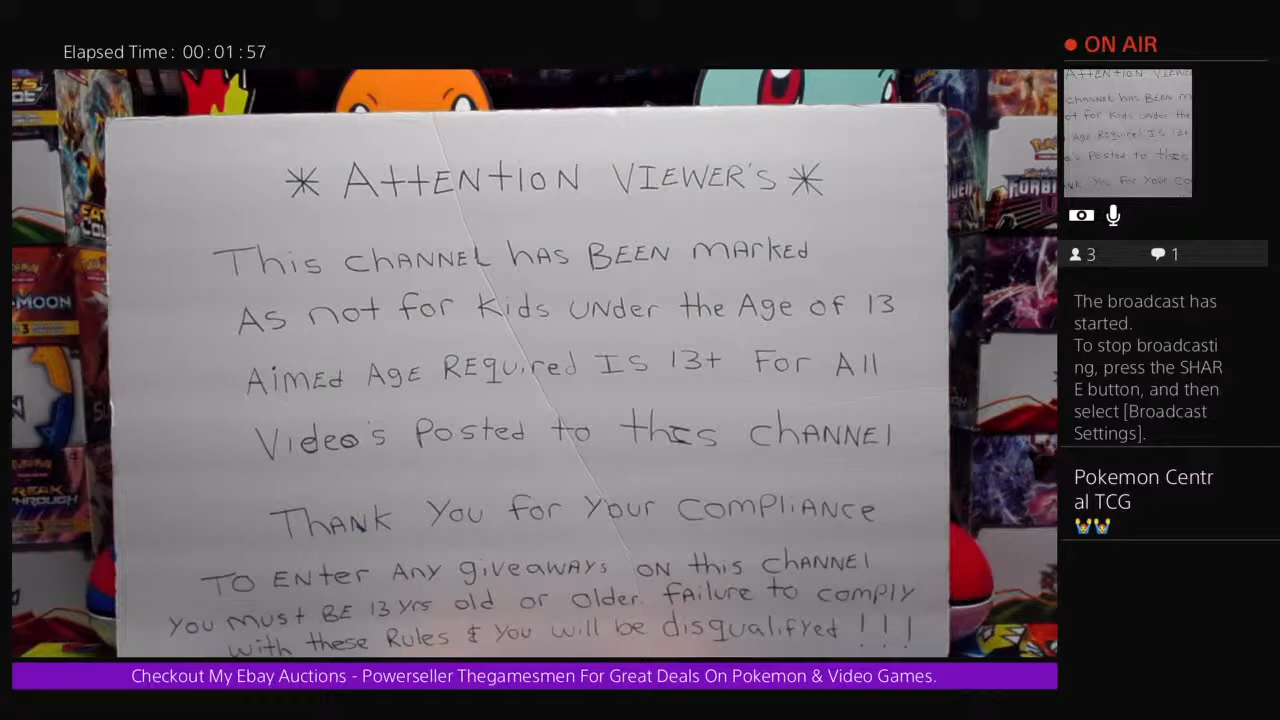 Elapsed Time: 00:01:57
ON AIR
* ATTENTION VIEWER'S *
This CHANNEL has BEEN marked
As not for Kids UNder the Age of 13
Aimed Age REquired Is 13+ For All
Video's Posted to this CHANNEl
Thank You for your Compliance
To Enter Any giveaways on this CHANNEl
you must BE 13 yrs old or older. failure to comply
with these Rules & You will be disqualifyed !!!
Checkout My Ebay Auctions - Powerseller Thegamesmen For Great Deals On Pokemon & Video Games.
3 1
The broadcast has
started.
To stop broadcasti
ng, press the SHAR
E button, and then
select [Broadcast
Settings].
Pokemon Centr
al TCG
MOON